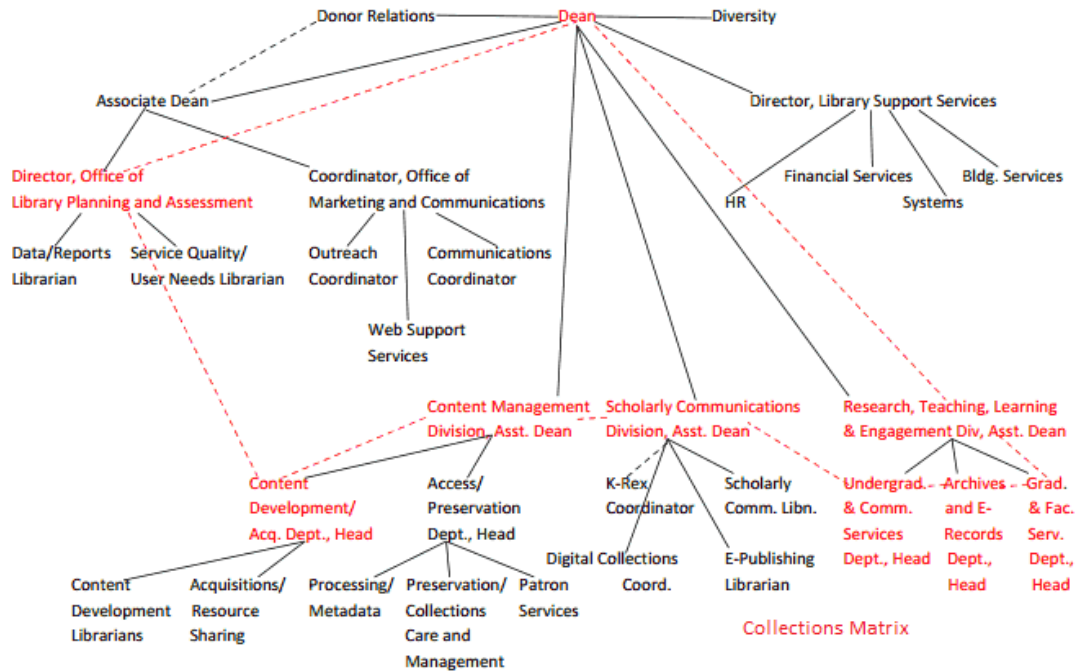 Donor Relations
Dean
Diversity
Associate Dean
Director, Library Support Services
Director, Office of
Library Planning and Assessment
Coordinator, Office of
Marketing and Communications
HR
Financial Services
Systems
Bldg. Services
Data/Reports
Librarian
Service Quality/
User Needs Librarian
Outreach
Coordinator
Communications
Coordinator
Web Support
Services
Content Management
Division, Asst. Dean
Scholarly Communications
Division, Asst. Dean
Research, Teaching, Learning
& Engagement Div, Asst. Dean
Content
Development/
Acq. Dept., Head
Access/
Preservation
Dept., Head
K-Rex
Coordinator
Scholarly
Comm. Libn.
Digital Collections
Coord.
E-Publishing
Librarian
Undergrad.
& Comm.
Services
Dept., Head
Archives
and E-
Records
Dept.,
Head
Grad.
& Fac.
Serv.
Dept.,
Head
Content
Development
Librarians
Acquisitions/
Resource
Sharing
Processing/
Metadata
Preservation/
Collections
Care and
Management
Patron
Services
Collections Matrix